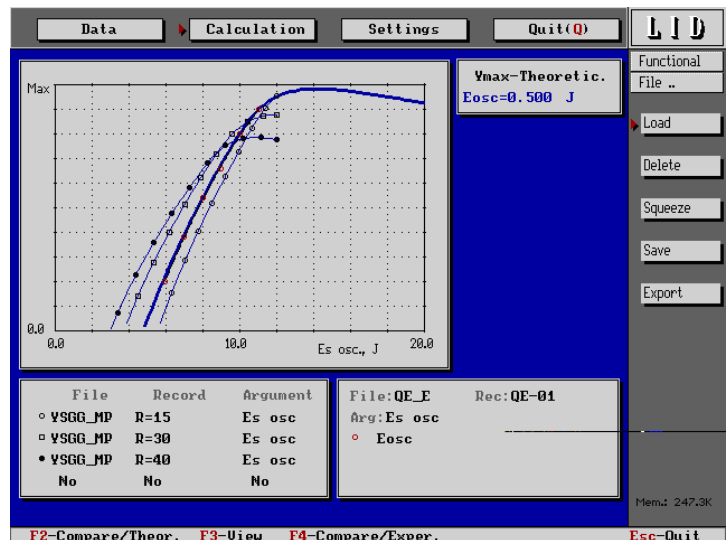 Data Calculation Settings Quit(Q) LID
Functional
File ..
Load
Delete
Squeeze
Save
Export
Mem.: 247.3K
Ymax-Theoretic.
Eosc=0.500 J
Max
0.0
0.0 10.0 Es osc., J 20.0
File Record Argument
YSGG_MP R=15 Es osc
YSGG_MP R=30 Es osc
YSGG_MP R=40 Es osc
No No No
File:QE_E Rec:QE-01
Arg:Es osc
Eosc
F2-Compare/Theor. F3-View F4-Compare/Exper. Esc-Quit